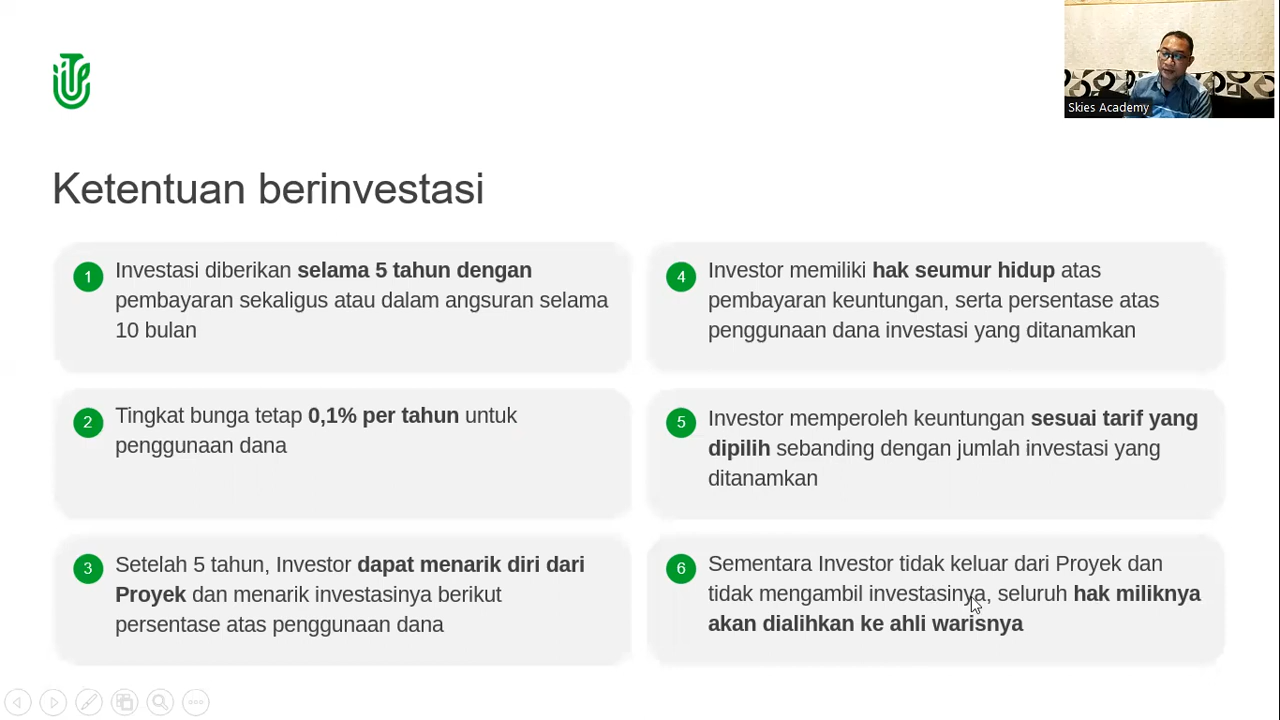 Skies Academy
Ketentuan berinvestasi
1
Investasi diberikan selama 5 tahun dengan
pembayaran sekaligus atau dalam angsuran selama
10 bulan
2
Tingkat bunga tetap 0,1% per tahun untuk
penggunaan dana
3
Setelah 5 tahun, Investor dapat menarik diri dari
Proyek dan menarik investasinya berikut
persentase atas penggunaan dana
4
Investor memiliki hak seumur hidup atas
pembayaran keuntungan, serta persentase atas
penggunaan dana investasi yang ditanamkan
5
Investor memperoleh keuntungan sesuai tarif yang
dipilih sebanding dengan jumlah investasi yang
ditanamkan
6
Sementara Investor tidak keluar dari Proyek dan
tidak mengambil investasinya, seluruh hak miliknya
akan dialihkan ke ahli warisnya